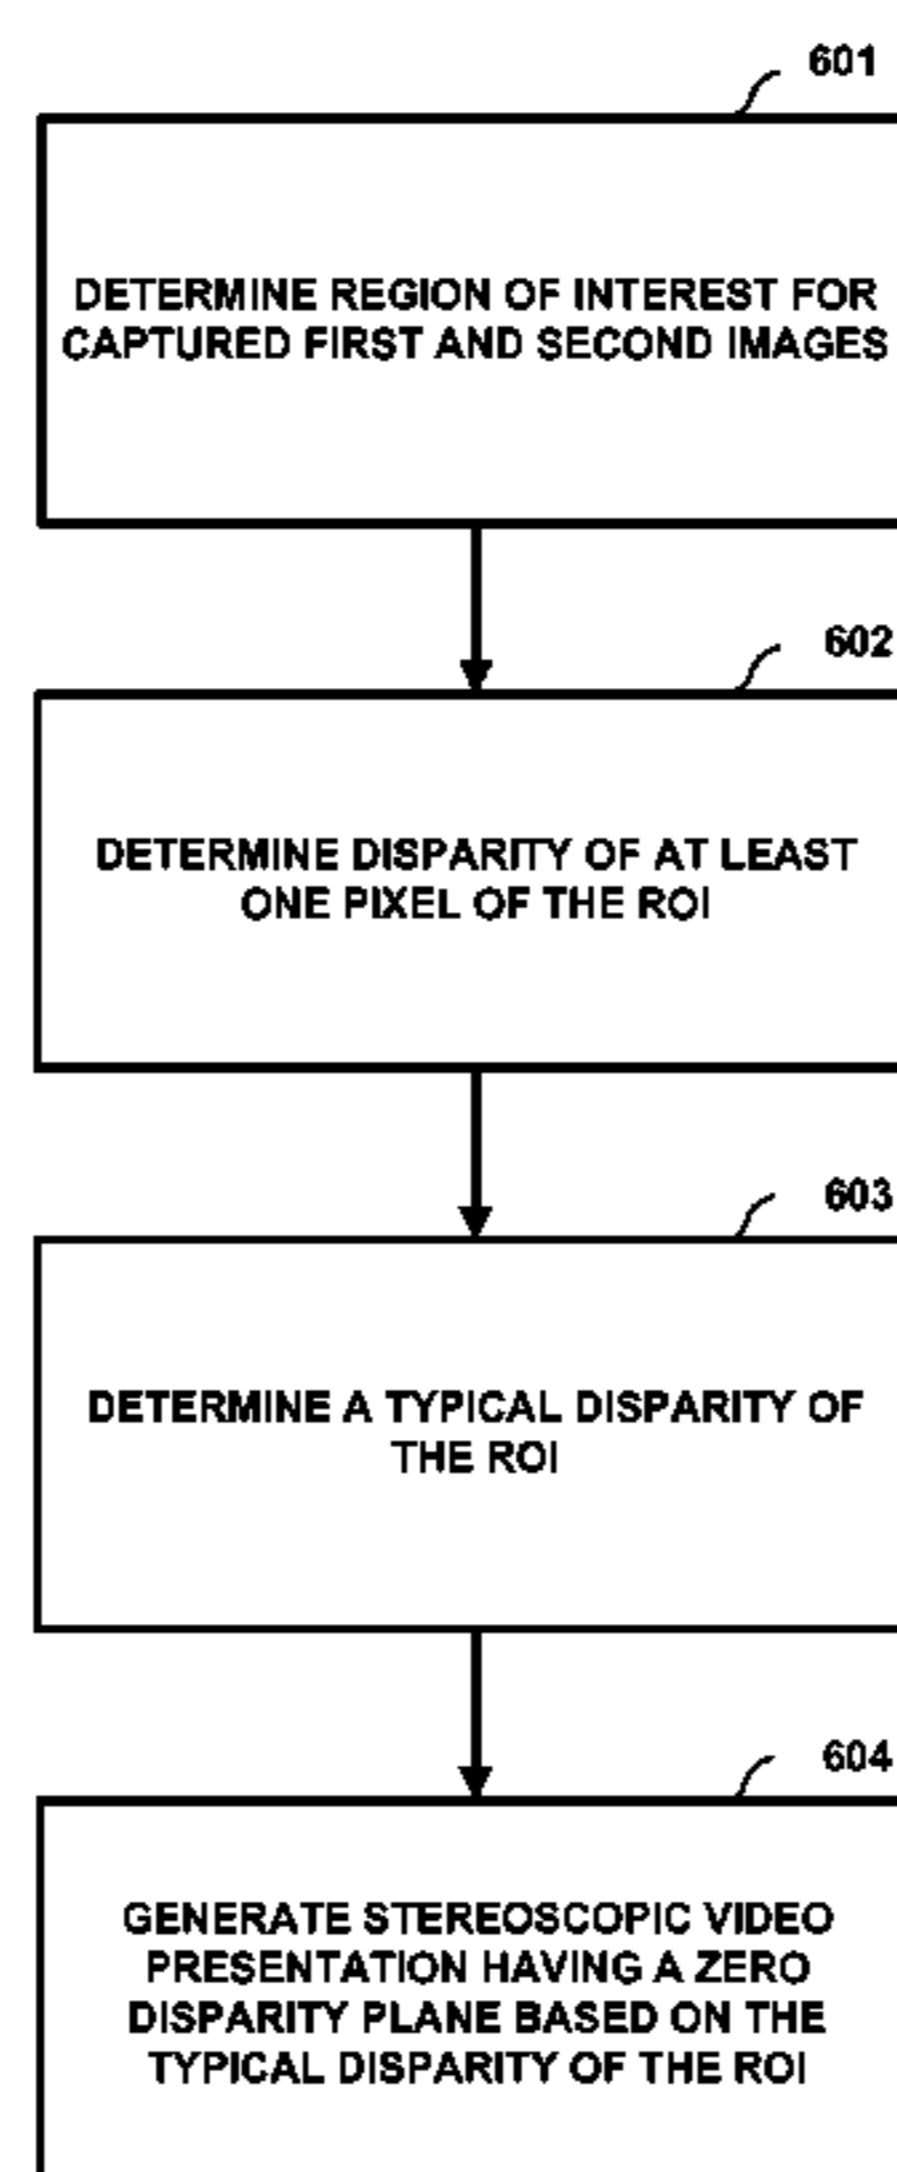 601
DETERMINE REGION OF INTEREST FOR
CAPTURED FIRST AND SECOND IMAGES
602
DETERMINE DISPARITY OF AT LEAST
ONE PIXEL OF THE ROI
603
DETERMINE A TYPICAL DISPARITY OF
THE ROI
604
GENERATE STEREOSCOPIC VIDEO
PRESENTATION HAVING A ZERO
DISPARITY PLANE BASED ON THE
TYPICAL DISPARITY OF THE ROI